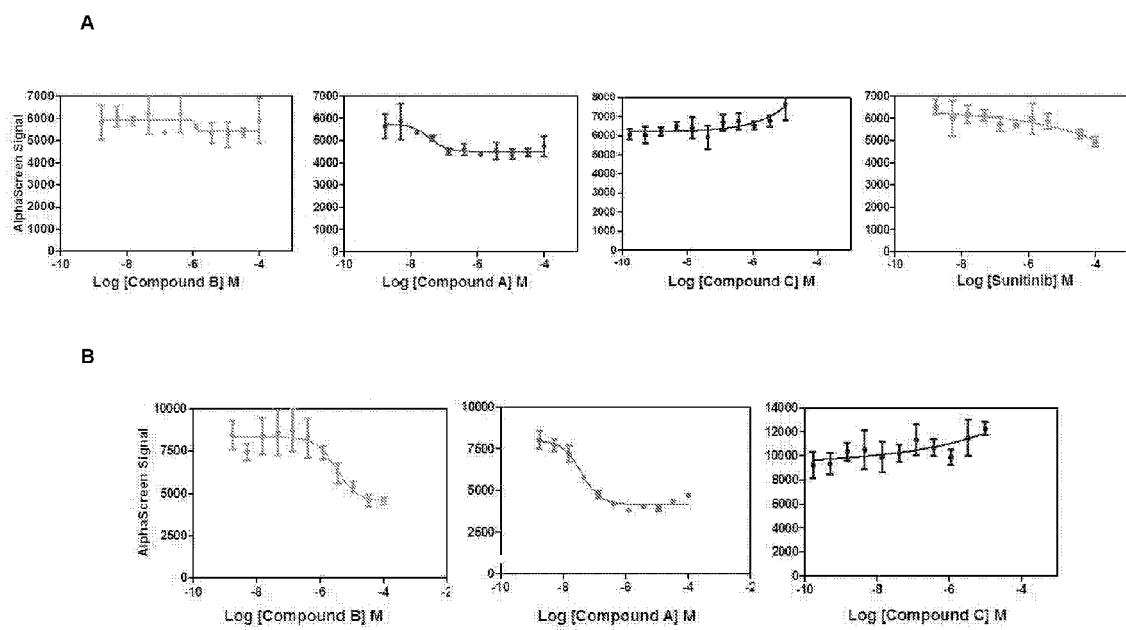 A
AlphaScreen Signal
7000
6000
5000
4000
3000
2000
1000
0
-10 -8 -6 -4
Log [Compound B] M
7000
6000
5000
4000
3000
2000
1000
0
-10 -8 -6 -4
Log [Compound A] M
8000
7000
6000
5000
4000
3000
2000
1000
0
-10 -8 -6 -4
Log [Compound C] M
7000
6000
5000
4000
3000
2000
1000
0
-10 -8 -6 -4
Log [Sunitinib] M
B
AlphaScreen Signal
10000
7500
5000
2500
0
-10 -8 -6 -4 -2
Log [Compound B] M
10000
7500
5000
2500
0
-10 -8 -6 -4 -2
Log [Compound A] M
14000
12000
10000
8000
6000
4000
2000
0
-10 -8 -6 -4
Log [Compound C] M